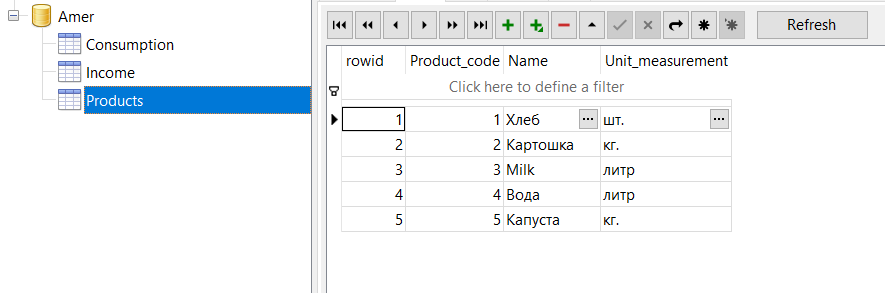 Amer
Consumption
Income
Products
Refresh
rowid Product_code Name Unit_measurement
Click here to define a filter
1 1 Хлеб ... шт. ...
2 2 Картошка кг.
3 3 Milk литр
4 4 Вода литр
5 5 Капуста кг.